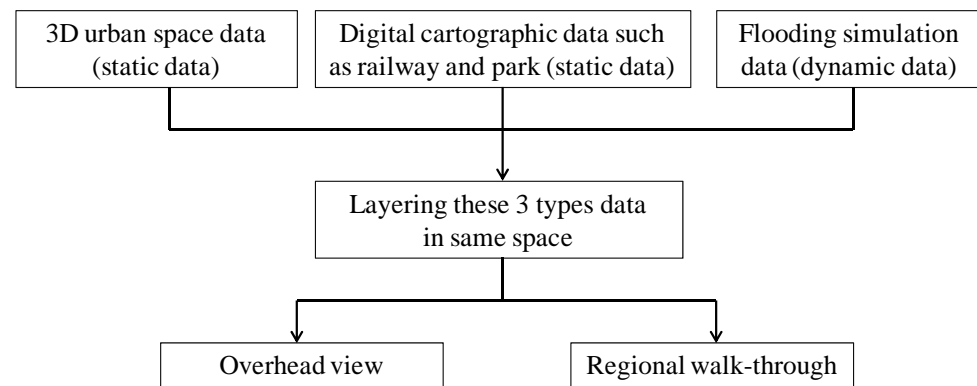 3D urban space data
(static data)
Digital cartographic data such
as railway and park (static data)
Flooding simulation
data (dynamic data)
Layering these 3 types data
in same space
Overhead view
Regional walk-through